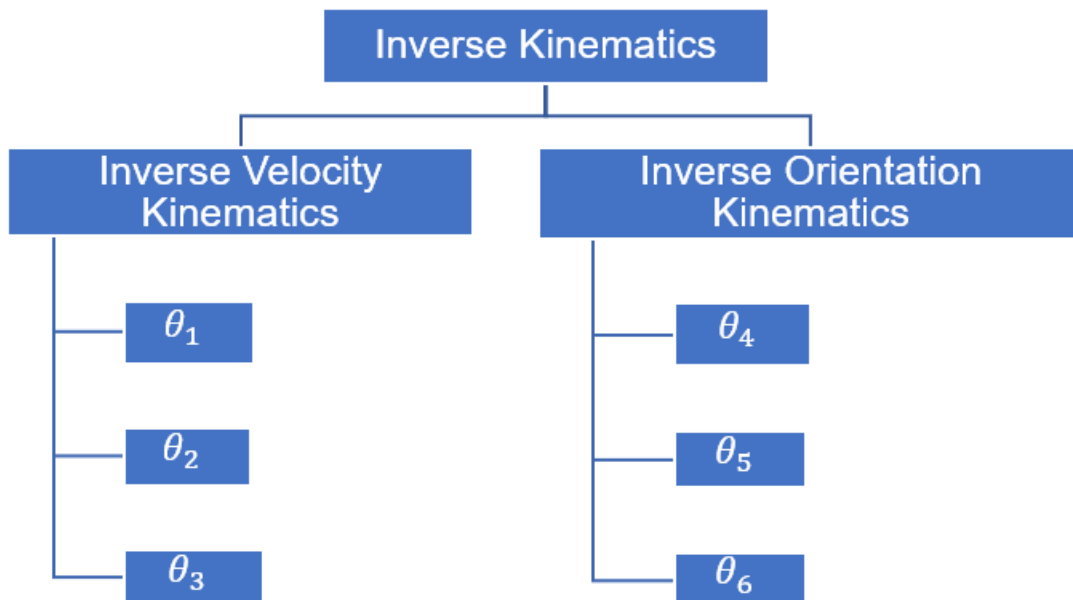 Inverse Kinematics
Inverse Velocity
Kinematics
θ₁
θ₂
θ₃
Inverse Orientation
Kinematics
θ₄
θ₅
θ₆